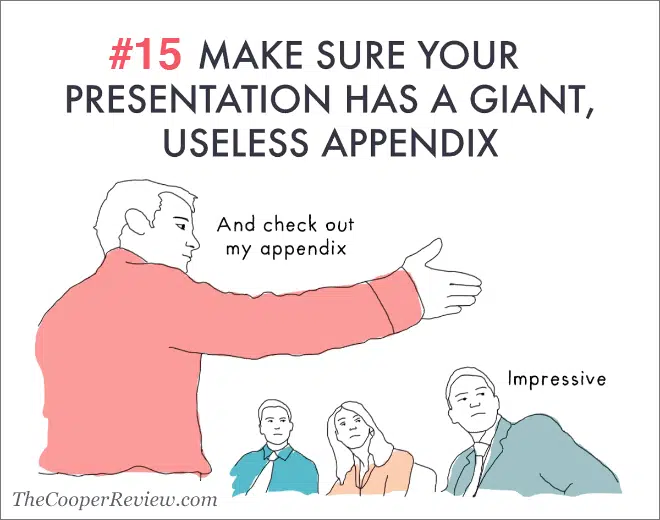 #15 MAKE SURE YOUR
PRESENTATION HAS A GIANT,
USELESS APPENDIX
And check out
my appendix
Impressive
TheCooperReview.com